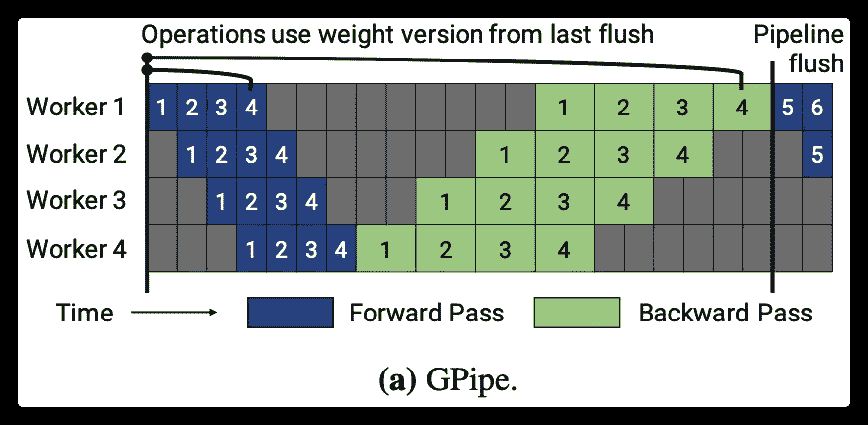 Operations use weight version from last flush
Pipeline flush
Worker 1 1 2 3 4 1 2 3 4 5 6
Worker 2 1 2 3 4 1 2 3 4 5
Worker 3 1 2 3 4 1 2 3 4
Worker 4 1 2 3 4 1 2 3 4
Time Forward Pass Backward Pass
(a) GPipe.